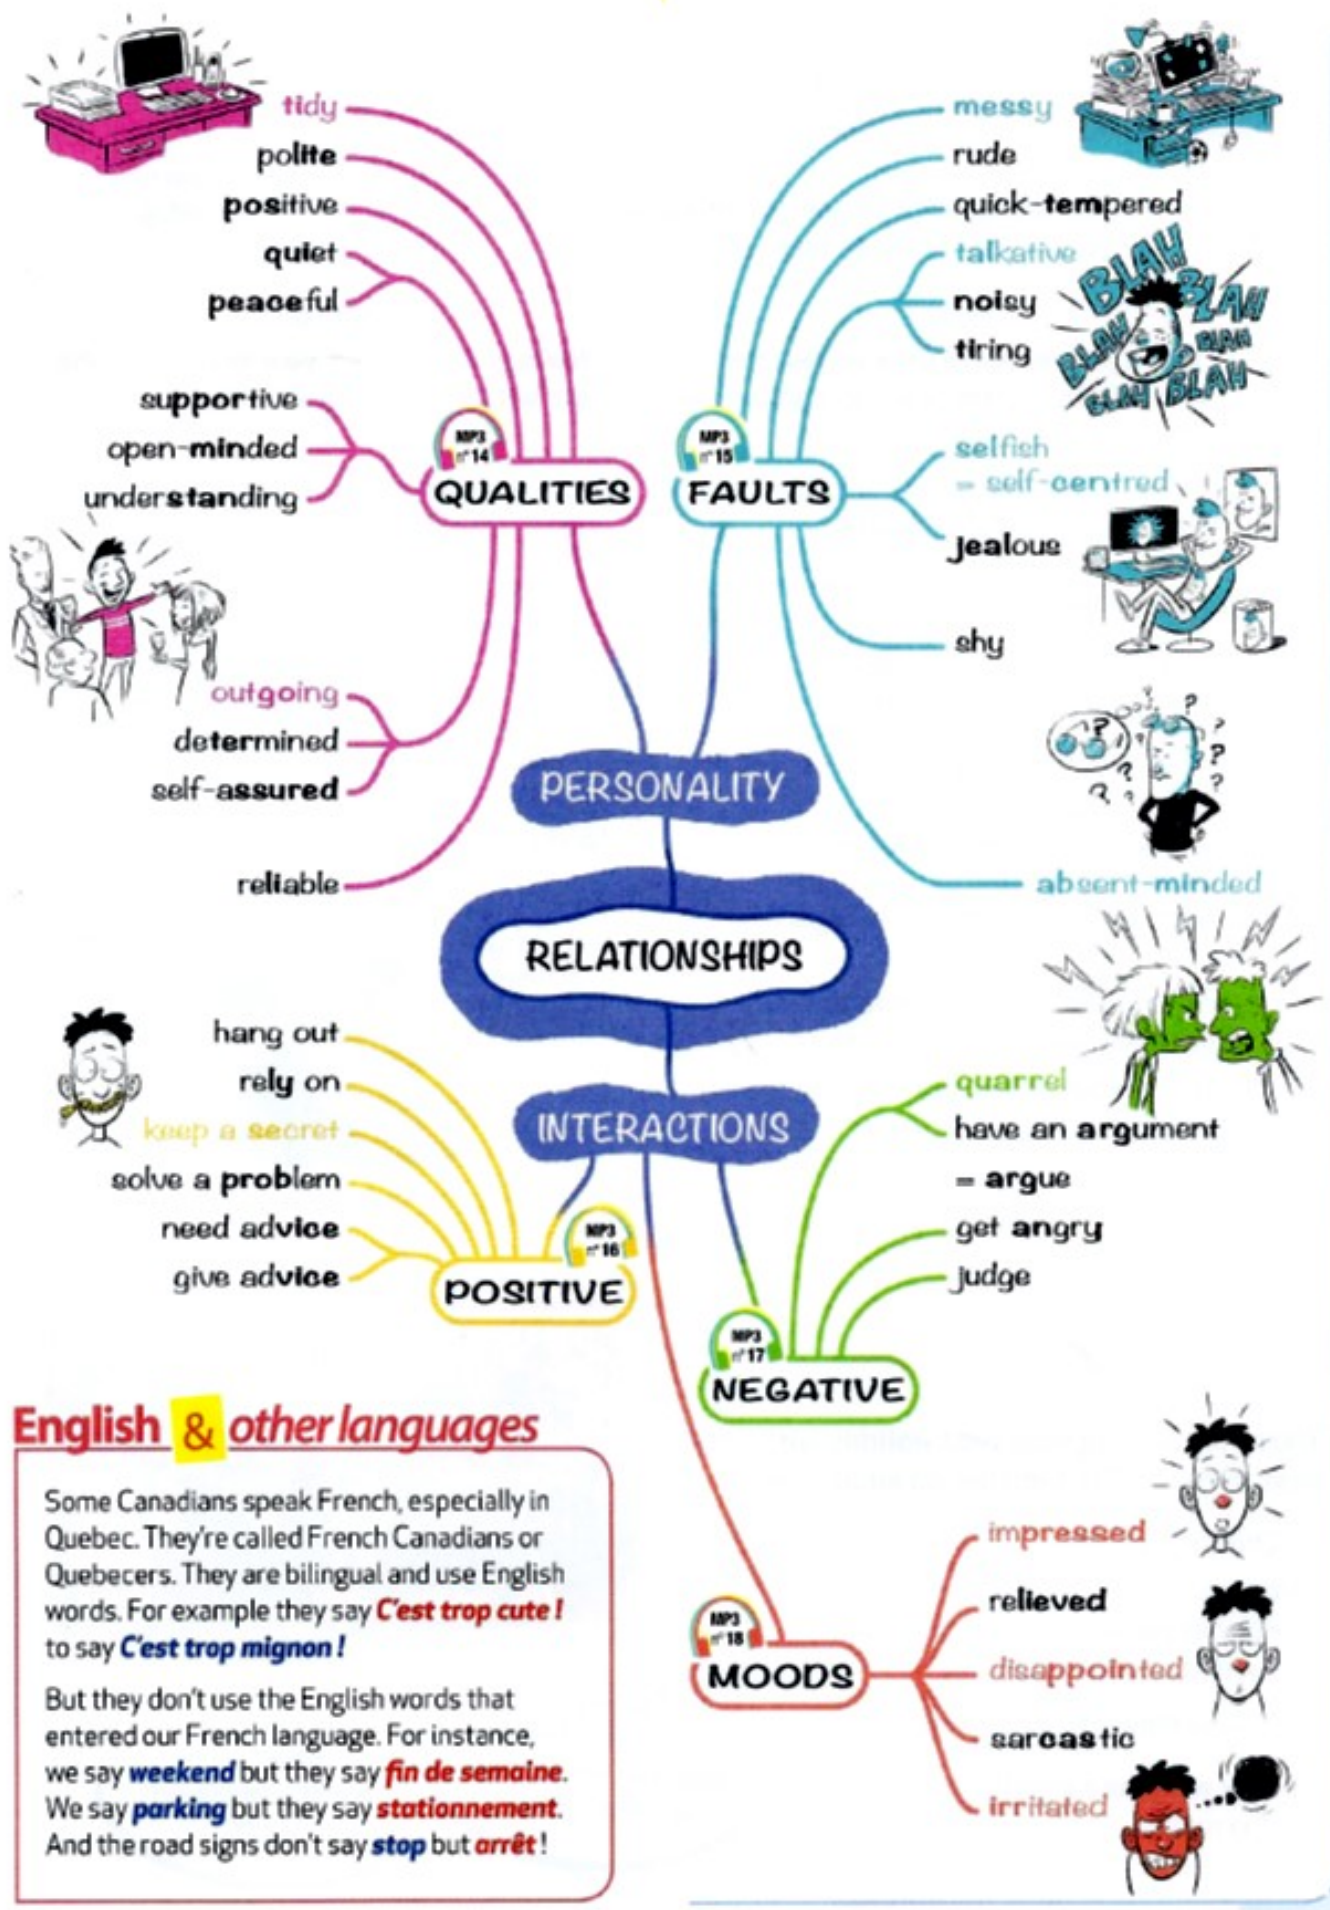 tidy
polite
positive
quiet
peaceful
supportive
open-minded
understanding
MP3
n°14
QUALITIES
outgoing
determined
self-assured
reliable
messy
rude
quick-tempered
talkative
noisy
tiring
BLAH
BLAH
BLAH
BLAH
BLAH
BLAH
MP3
n°15
FAULTS
selfish
= self-centred
jealous
shy
? ? ? ? ? ? ? ?
absent-minded
PERSONALITY
RELATIONSHIPS
INTERACTIONS
hang out
rely on
keep a secret
solve a problem
need advice
give advice
MP3
n°16
POSITIVE
quarrel
have an argument
= argue
get angry
judge
MP3
n°17
NEGATIVE
MP3
n°18
MOODS
impressed
relieved
disappointed
sarcastic
irritated
English & other languages
Some Canadians speak French, especially in
Quebec. They're called French Canadians or
Quebecers. They are bilingual and use English
words. For example they say C'est trop cute !
to say C'est trop mignon !
But they don't use the English words that
entered our French language. For instance,
we say weekend but they say fin de semaine.
We say parking but they say stationnement.
And the road signs don't say stop but arrêt !